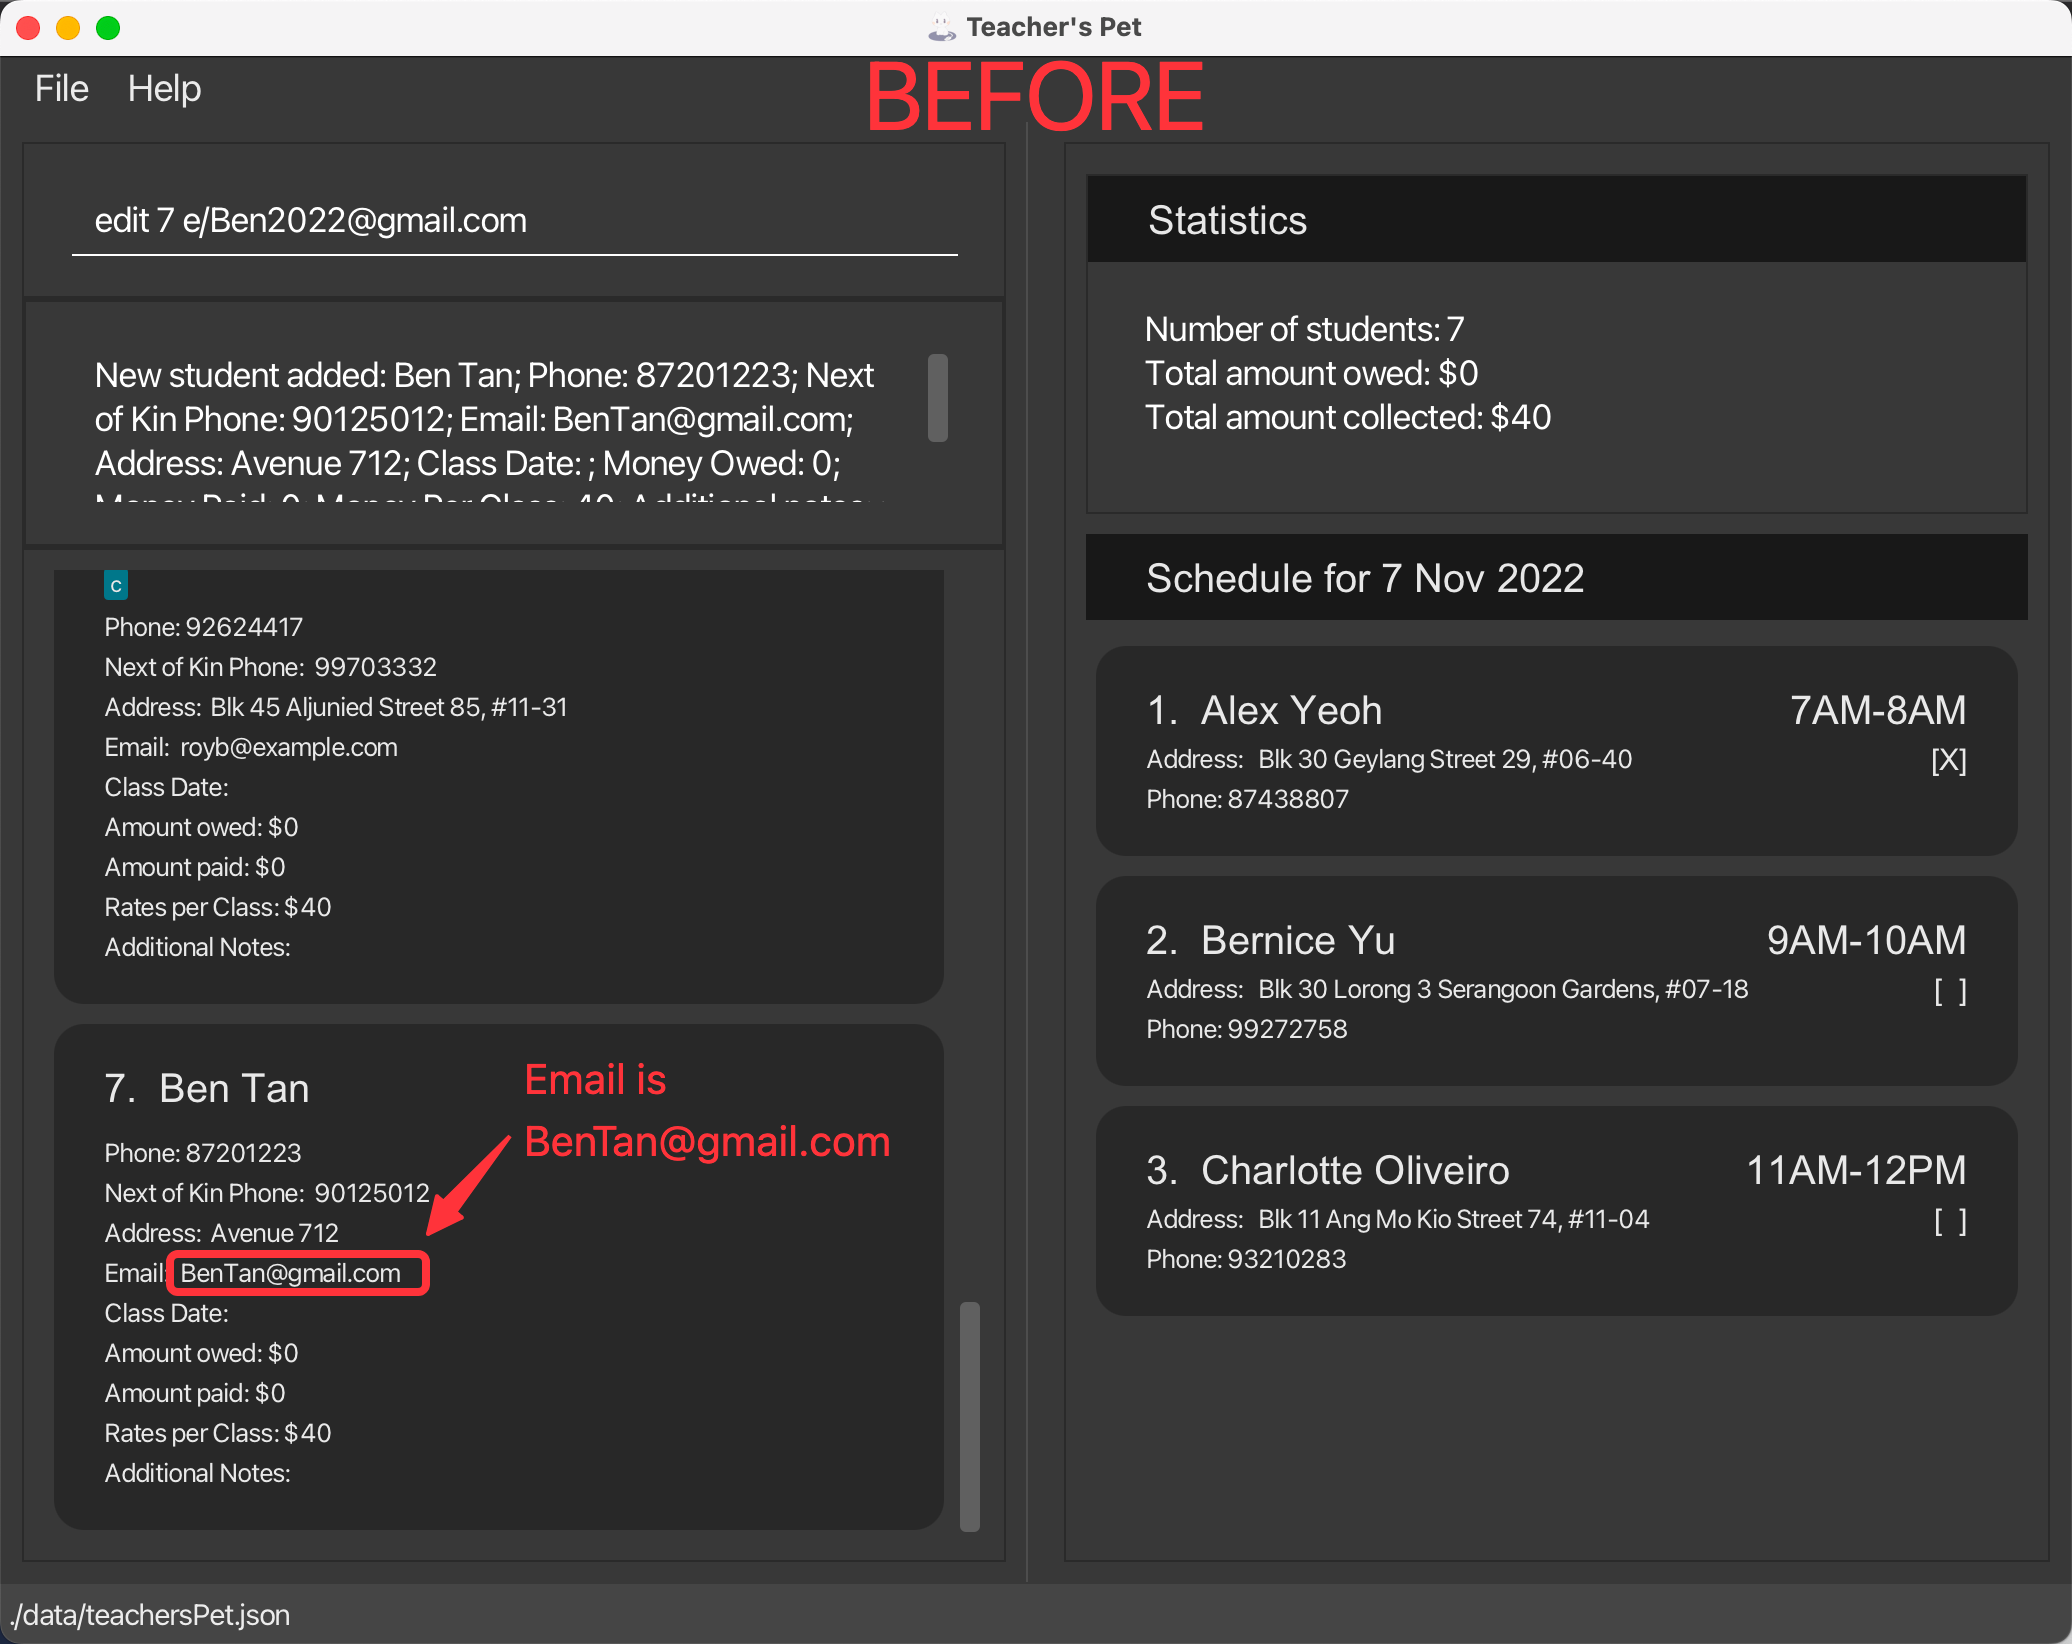 Teacher's Pet
File Help
BEFORE
edit 7 e/Ben2022@gmail.com
New student added: Ben Tan; Phone: 87201223; Next
of Kin Phone: 90125012; Email: BenTan@gmail.com;
Address: Avenue 712; Class Date: ; Money Owed: 0;
Money Paid: 0; Money Per Class: 40; Additional notes: ;
c
Phone: 92624417
Next of Kin Phone: 99703332
Address: Blk 45 Aljunied Street 85, #11-31
Email: royb@example.com
Class Date:
Amount owed: $0
Amount paid: $0
Rates per Class: $40
Additional Notes:
7. Ben Tan
Phone: 87201223
Next of Kin Phone: 90125012
Address: Avenue 712
Email: BenTan@gmail.com
Class Date:
Amount owed: $0
Amount paid: $0
Rates per Class: $40
Additional Notes:
Email is
BenTan@gmail.com
Statistics
Number of students: 7
Total amount owed: $0
Total amount collected: $40
Schedule for 7 Nov 2022
1. Alex Yeoh 7AM-8AM
Address: Blk 30 Geylang Street 29, #06-40 [X]
Phone: 87438807
2. Bernice Yu 9AM-10AM
Address: Blk 30 Lorong 3 Serangoon Gardens, #07-18 [ ]
Phone: 99272758
3. Charlotte Oliveiro 11AM-12PM
Address: Blk 11 Ang Mo Kio Street 74, #11-04 [ ]
Phone: 93210283
./data/teachersPet.json